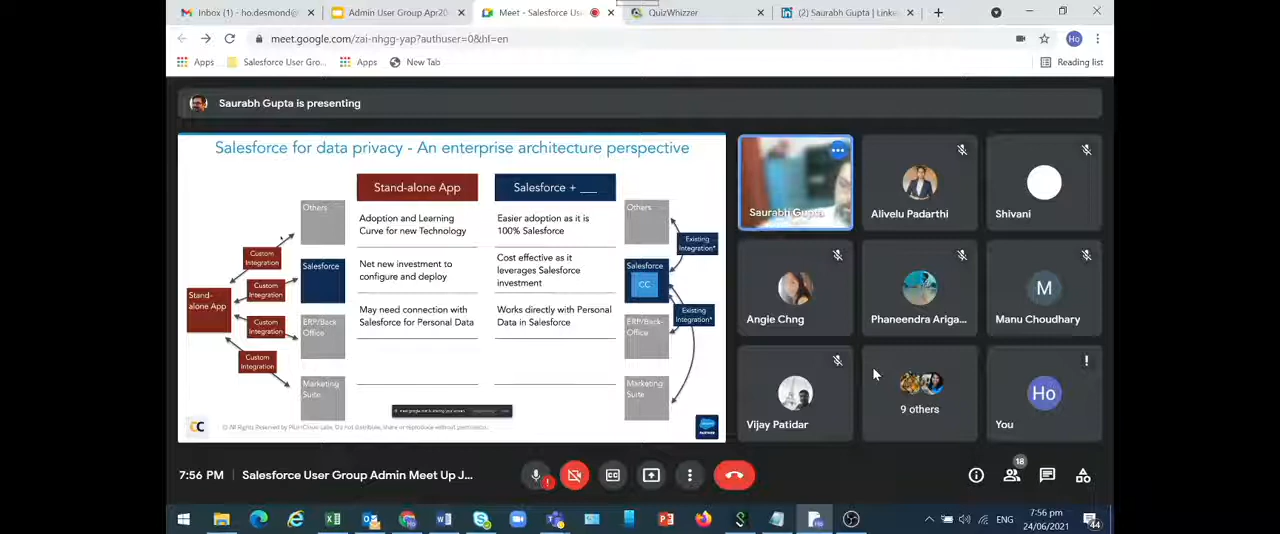 Inbox (1) - ho.desmond@
Admin User Group Apr20
Meet - Salesforce Us
QuizWhizzer
(2) Saurabh Gupta | Linke
meet.google.com/zai-nhgg-yap?authuser=0&hl=en
Ho
Apps
Salesforce User Gro...
Apps
New Tab
Reading list
Saurabh Gupta is presenting
Salesforce for data privacy - An enterprise architecture perspective
Stand-alone App
Salesforce + ___
Others
Adoption and Learning
Curve for new Technology
Easier adoption as it is
100% Salesforce
Others
Custom
Integration
Existing
Integration*
Salesforce
Net new investment to
configure and deploy
Cost effective as it
leverages Salesforce
investment
Salesforce
CC
Custom
Integration
Stand-
alone App
May need connection with
Salesforce for Personal Data
Works directly with Personal
Data in Salesforce
Existing
Integration*
Custom
Integration
ERP/Back
Office
ERP/Back-
Office
Custom
Integration
Marketing
Suite
Marketing
Suite
CC
Saurabh Gupta
Alivelu Padarthi
Shivani
Angie Chng
Phaneendra Ariga...
M
Manu Choudhary
Vijay Patidar
9 others
Ho
You
7:56 PM
Salesforce User Group Admin Meet Up J...
18
ENG
7:56 pm
24/06/2021
44